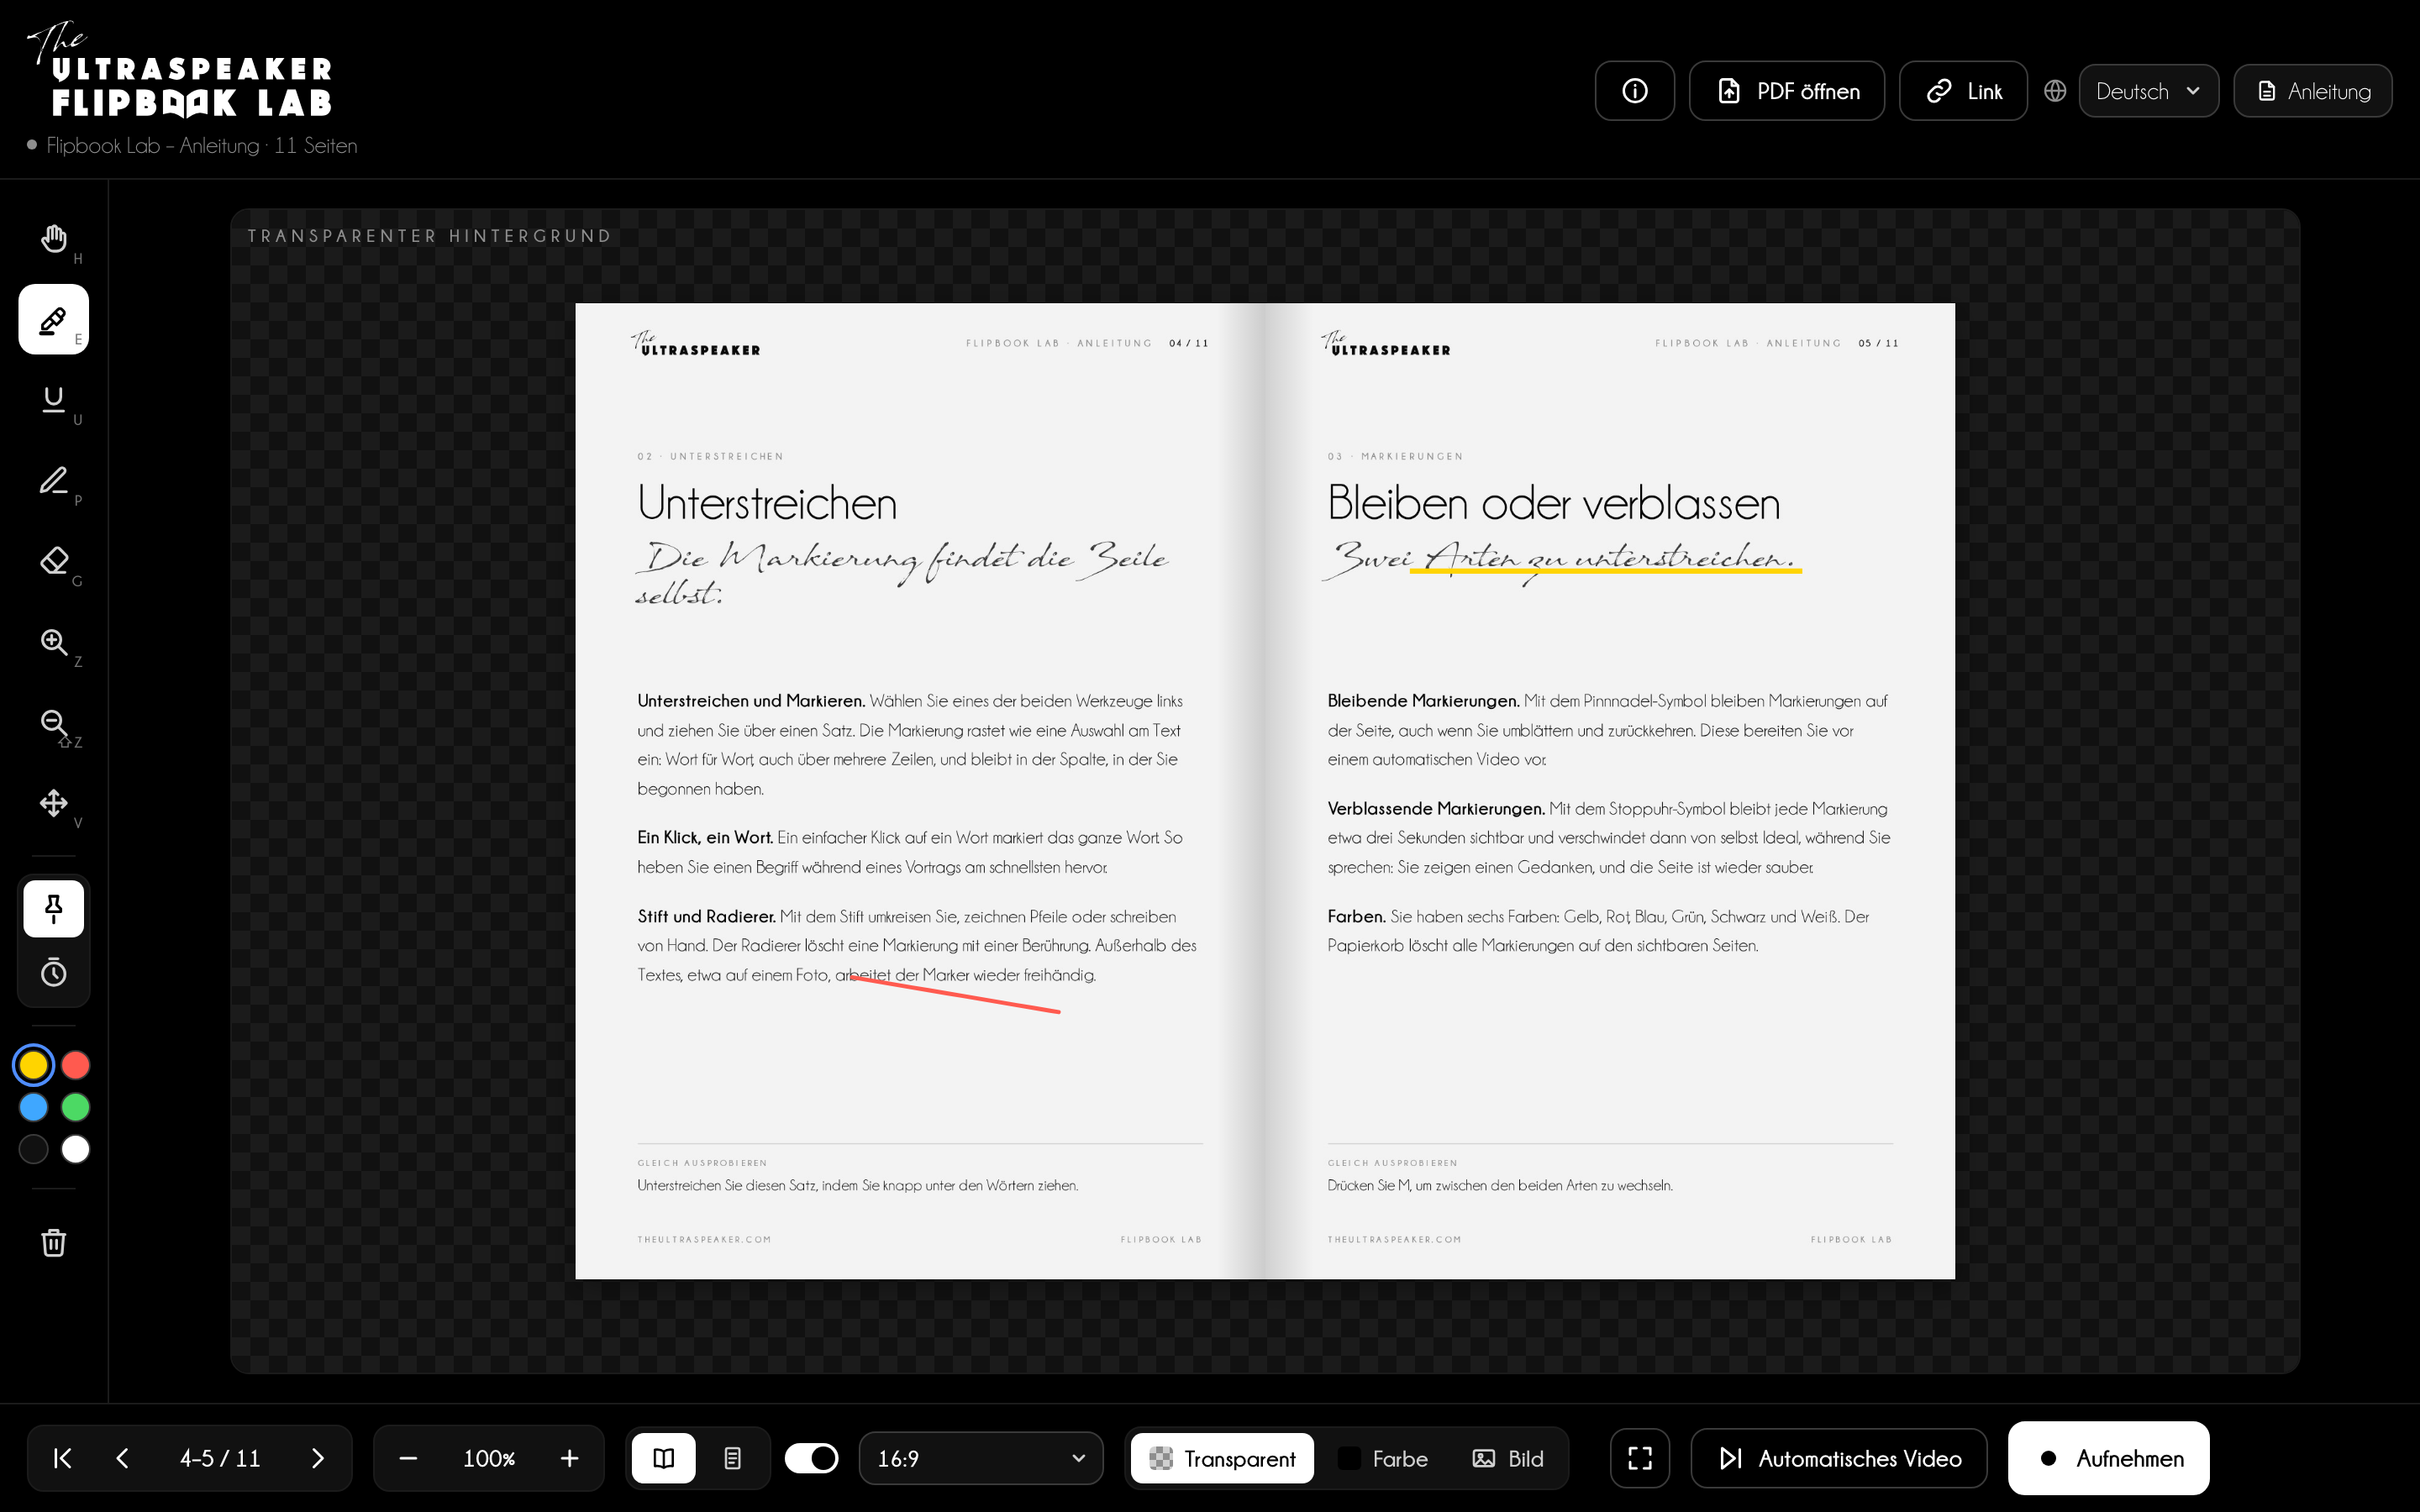 The
ULTRASPEAKER
FLIPBOOK LAB
Flipbook Lab – Anleitung · 11 Seiten
PDF öffnen
Link
Deutsch
Anleitung
H
E
U
P
G
Z
⇧Z
V
TRANSPARENTER HINTERGRUND
The ULTRASPEAKER
FLIPBOOK LAB · ANLEITUNG 04 / 11
02 · UNTERSTREICHEN
Unterstreichen
Die Markierung findet die Zeile
selbst.
Unterstreichen und Markieren. Wählen Sie eines der beiden Werkzeuge links
und ziehen Sie über einen Satz. Die Markierung rastet wie eine Auswahl am Text
ein: Wort für Wort, auch über mehrere Zeilen, und bleibt in der Spalte, in der Sie
begonnen haben.
Ein Klick, ein Wort. Ein einfacher Klick auf ein Wort markiert das ganze Wort. So
heben Sie einen Begriff während eines Vortrags am schnellsten hervor.
Stift und Radierer. Mit dem Stift umkreisen Sie, zeichnen Pfeile oder schreiben
von Hand. Der Radierer löscht eine Markierung mit einer Berührung. Außerhalb des
Textes, etwa auf einem Foto, arbeitet der Marker wieder freihändig.
GLEICH AUSPROBIEREN
Unterstreichen Sie diesen Satz, indem Sie knapp unter den Wörtern ziehen.
THEULTRASPEAKER.COM
FLIPBOOK LAB
The ULTRASPEAKER
FLIPBOOK LAB · ANLEITUNG 05 / 11
03 · MARKIERUNGEN
Bleiben oder verblassen
Zwei Arten zu unterstreichen.
Bleibende Markierungen. Mit dem Pinnnadel-Symbol bleiben Markierungen auf
der Seite, auch wenn Sie umblättern und zurückkehren. Diese bereiten Sie vor
einem automatischen Video vor.
Verblassende Markierungen. Mit dem Stoppuhr-Symbol bleibt jede Markierung
etwa drei Sekunden sichtbar und verschwindet dann von selbst. Ideal, während Sie
sprechen: Sie zeigen einen Gedanken, und die Seite ist wieder sauber.
Farben. Sie haben sechs Farben: Gelb, Rot, Blau, Grün, Schwarz und Weiß. Der
Papierkorb löscht alle Markierungen auf den sichtbaren Seiten.
GLEICH AUSPROBIEREN
Drücken Sie M, um zwischen den beiden Arten zu wechseln.
THEULTRASPEAKER.COM
FLIPBOOK LAB
4–5 / 11
100%
16:9
Transparent
Farbe
Bild
Automatisches Video
Aufnehmen